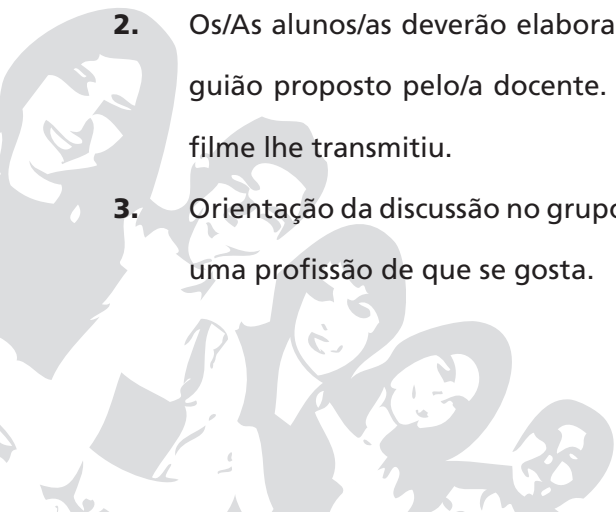 2. Os/As alunos/as deverão elabora
guião proposto pelo/a docente.
filme lhe transmitiu.
3. Orientação da discussão no grupo
uma profissão de que se gosta.